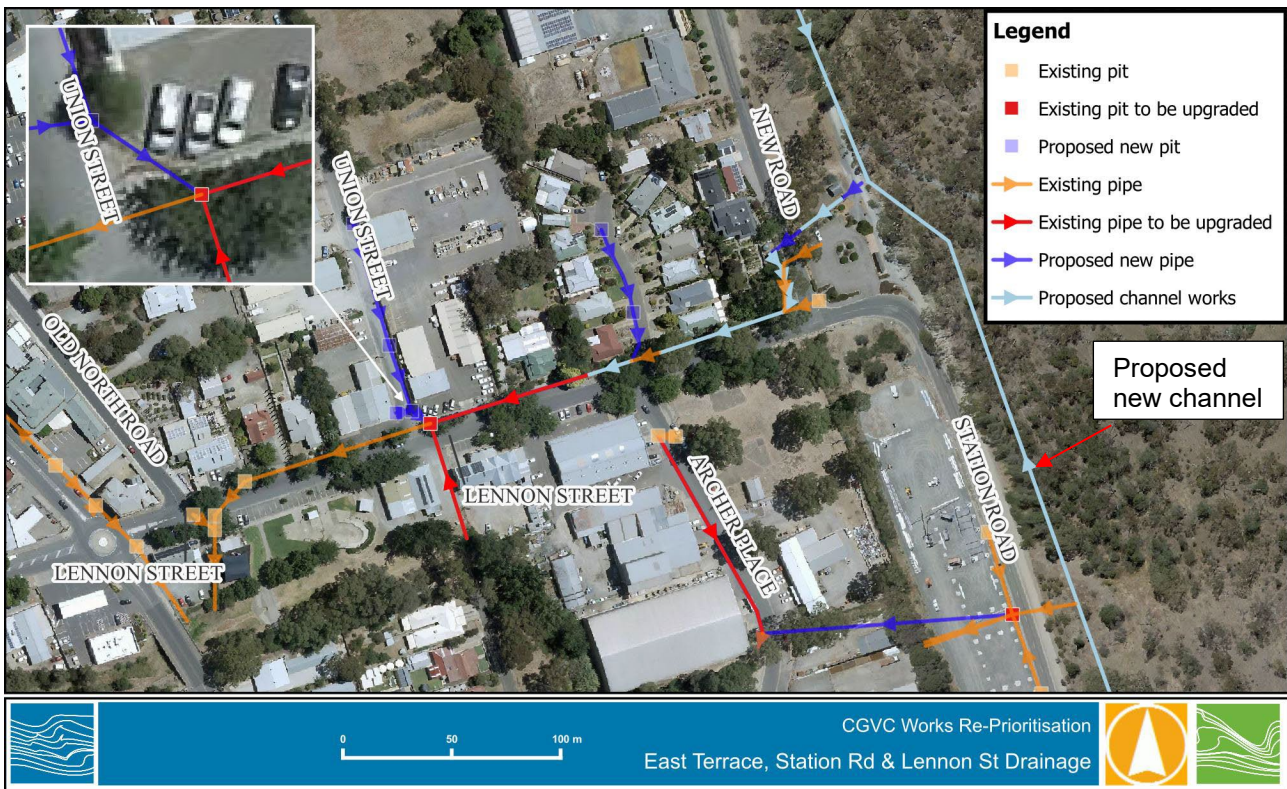 UNION STREET
UNION STREET
NEW ROAD
OLD NORTH ROAD
LENNON STREET
LENNON STREET
ARCHER PLACE
STATION ROAD
Legend
Existing pit
Existing pit to be upgraded
Proposed new pit
Existing pipe
Existing pipe to be upgraded
Proposed new pipe
Proposed channel works
Proposed
new channel
0
50
100 m
CGVC Works Re-Prioritisation
East Terrace, Station Rd & Lennon St Drainage